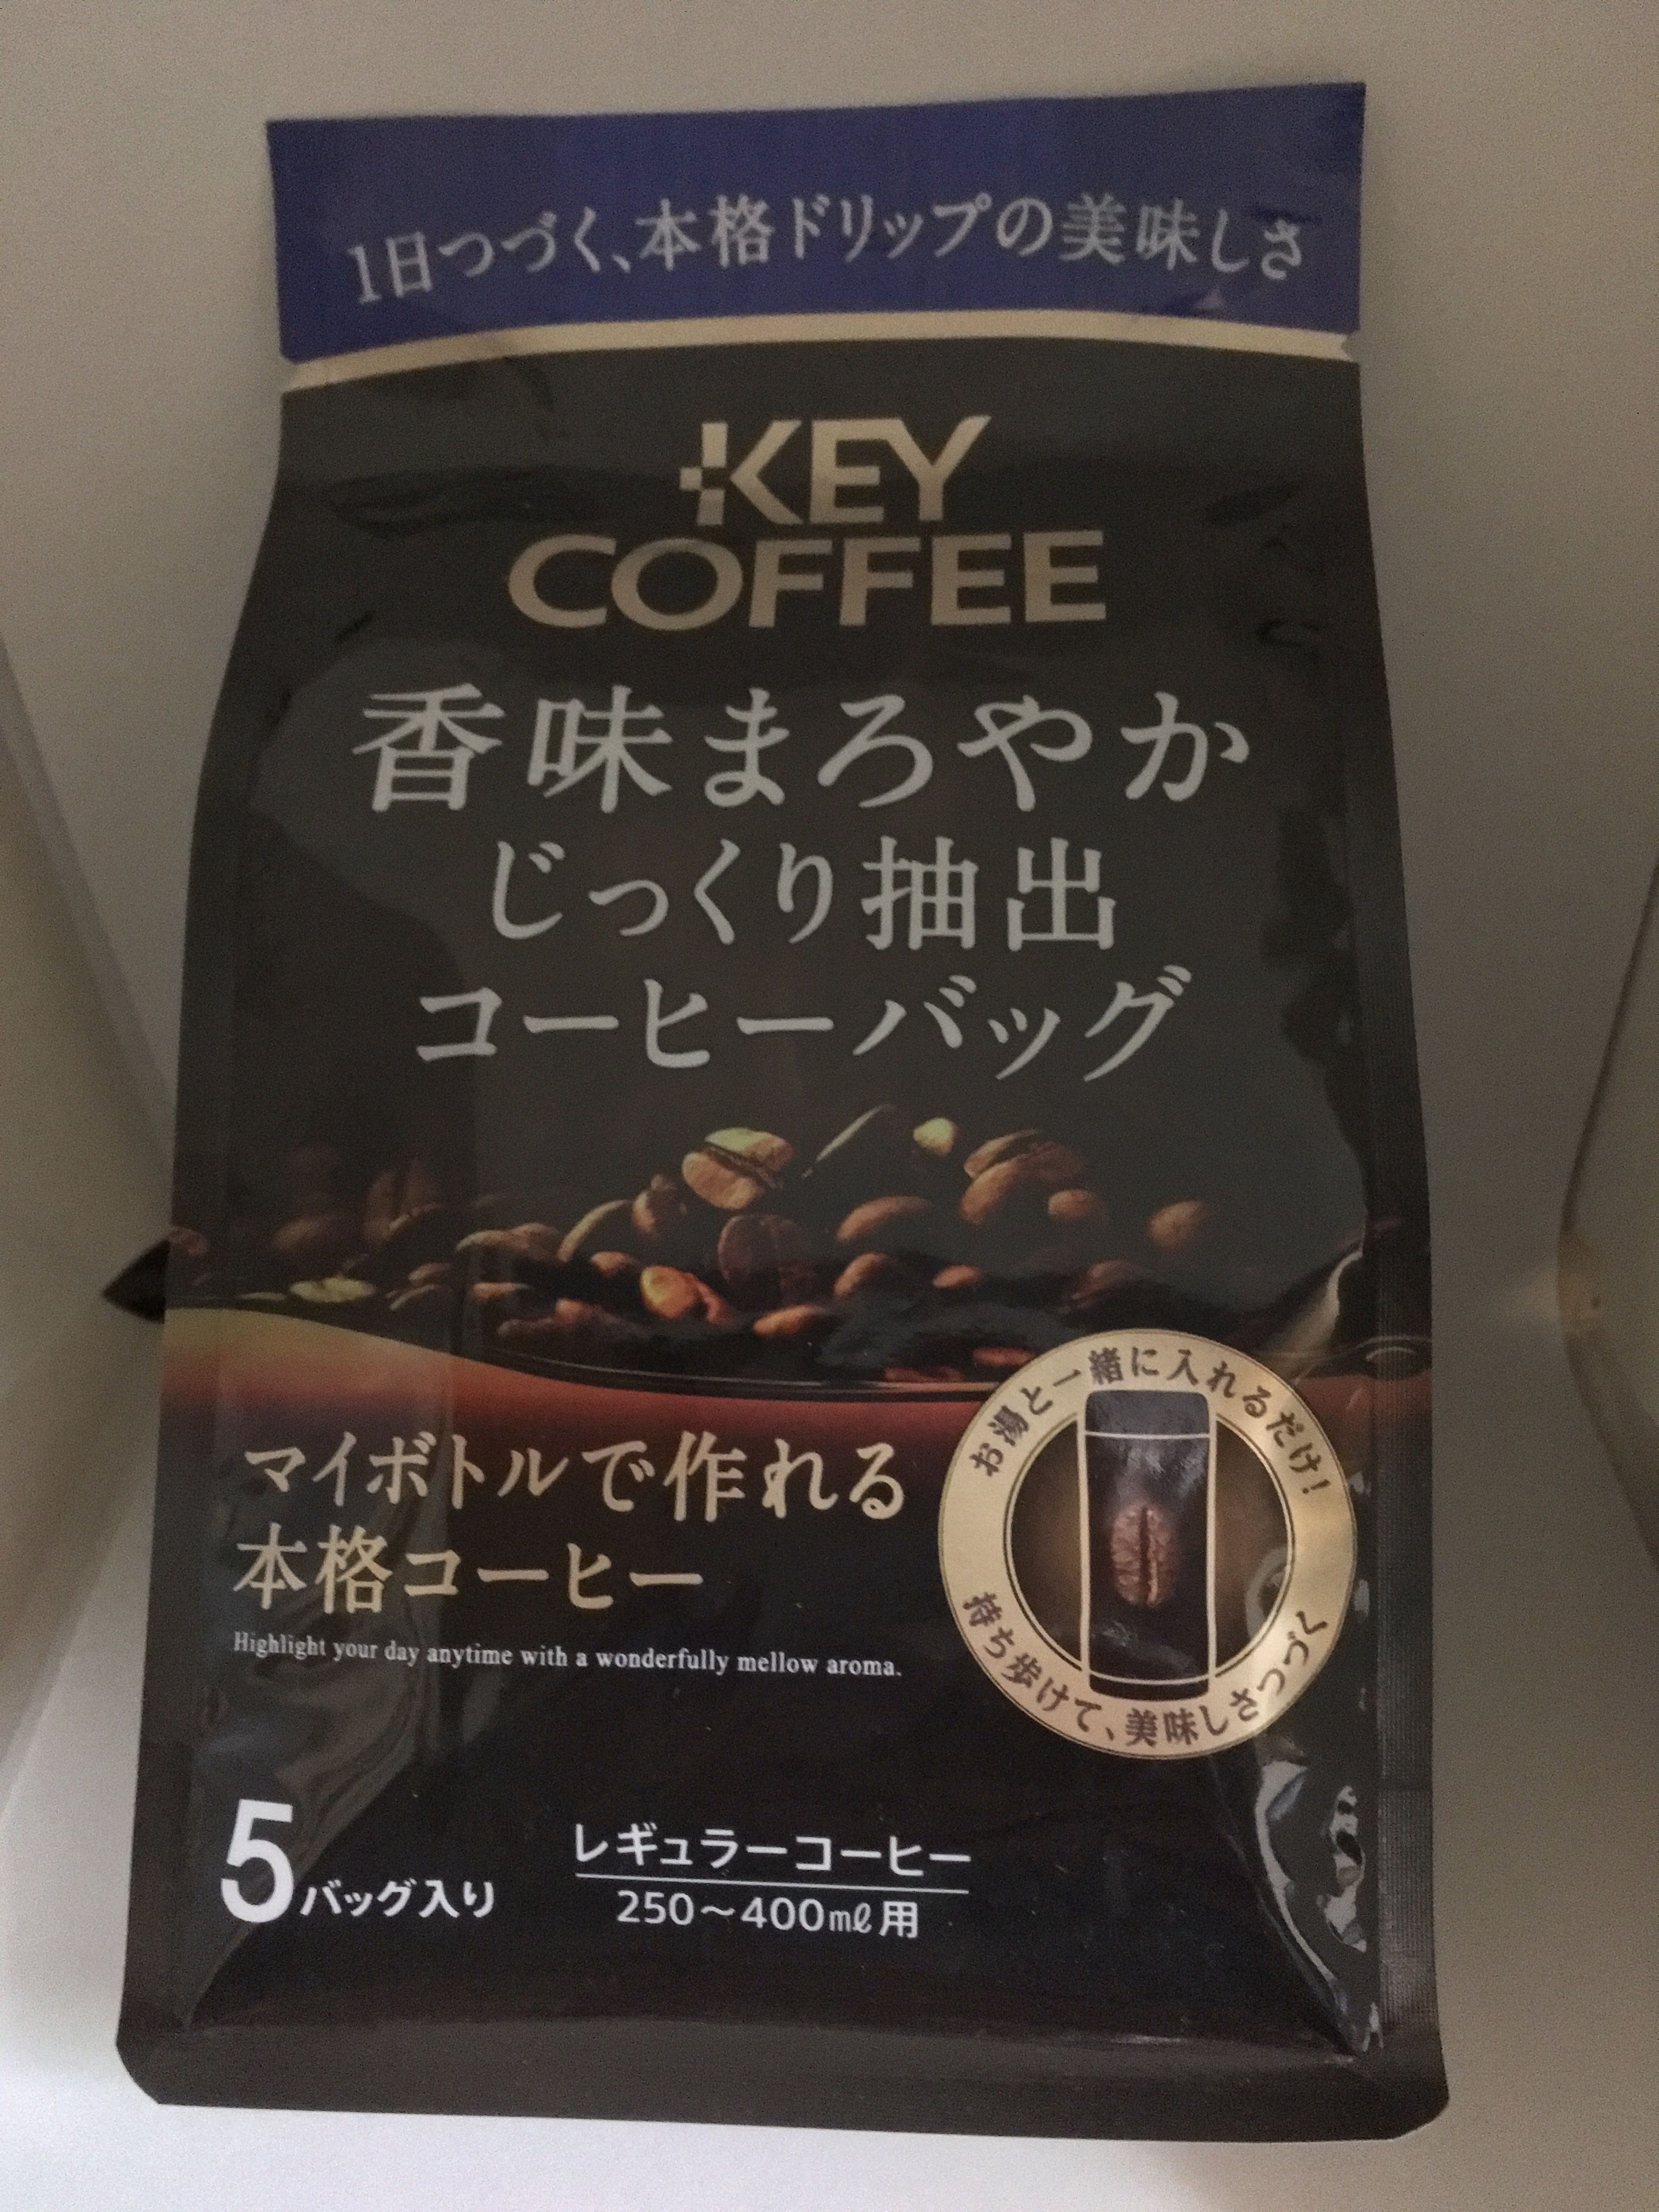 1日つづく、本格ドリップの美味しさ
KEY
COFFEE
香味まろやか
じっくり抽出
コーヒーバッグ
お湯と一緒に入れるだけ!
持ち歩けて、美味しさつづく
マイボトルで作れる
本格コーヒー
Highlight your day anytime with a wonderfully mellow aroma.
5バッグ入り
レギュラーコーヒー
250〜400㎖用